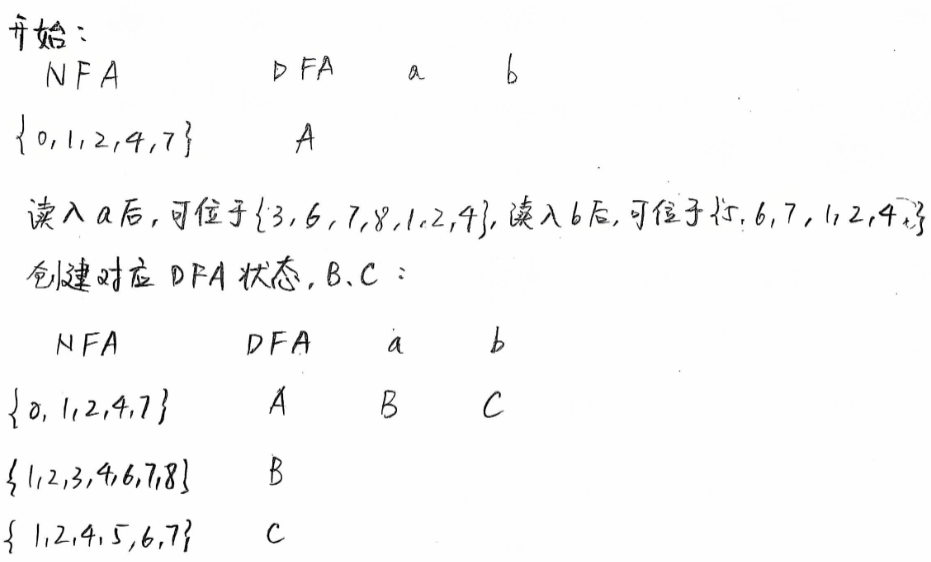 开始:
NFA DFA a b
{0,1,2,4,7} A
读入a后,可位于{3,6,7,8,1,2,4},读入b后,可位于{5,6,7,1,2,4}
创建对应DFA状态,B、C:
NFA DFA a b
{0,1,2,4,7} A B C
{1,2,3,4,6,7,8} B
{1,2,4,5,6,7} C